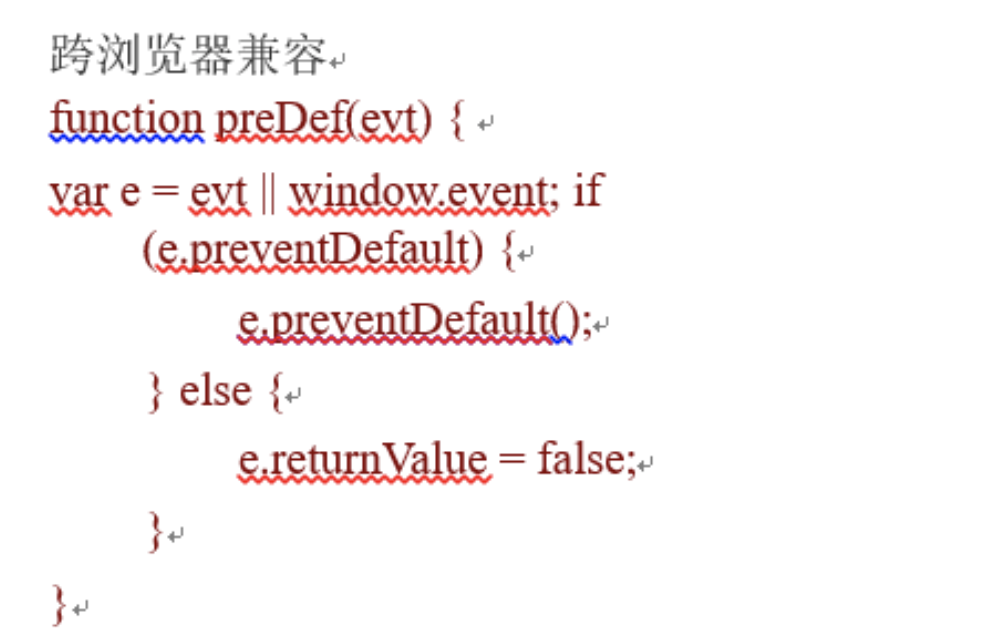 跨浏览器兼容
function preDef(evt) {
var e = evt || window.event; if
(e.preventDefault) {
e.preventDefault();
} else {
e.returnValue = false;
}
}